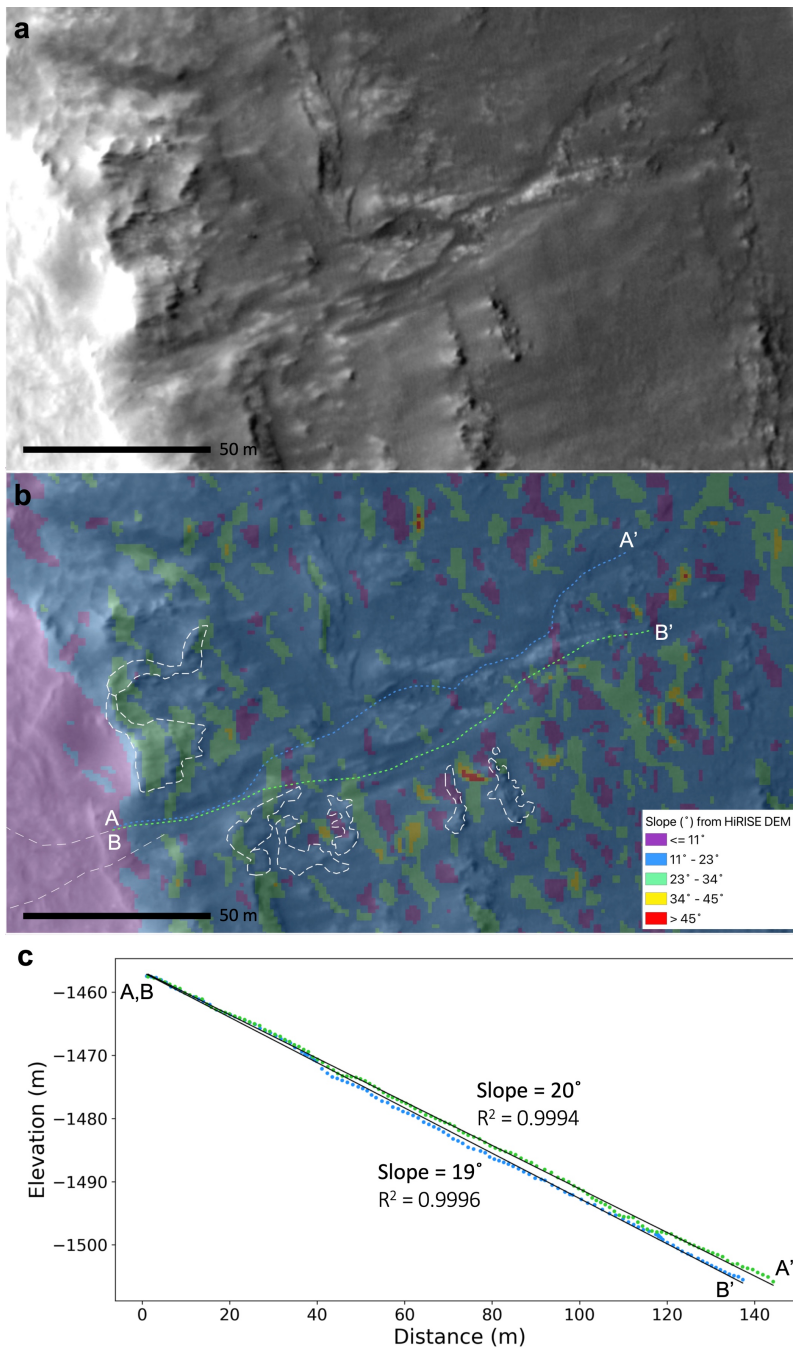 a
50 m
b
A'
B'
A
B
50 m
Slope (˚) from HiRISE DEM
<= 11˚
11˚ - 23˚
23˚ - 34˚
34˚ - 45˚
> 45˚
c
−1460
A,B
−1470
Slope = 20˚
R² = 0.9994
−1480
Elevation (m)
Slope = 19˚
−1490
R² = 0.9996
−1500
A'
B'
0 20 40 60 80 100 120 140
Distance (m)